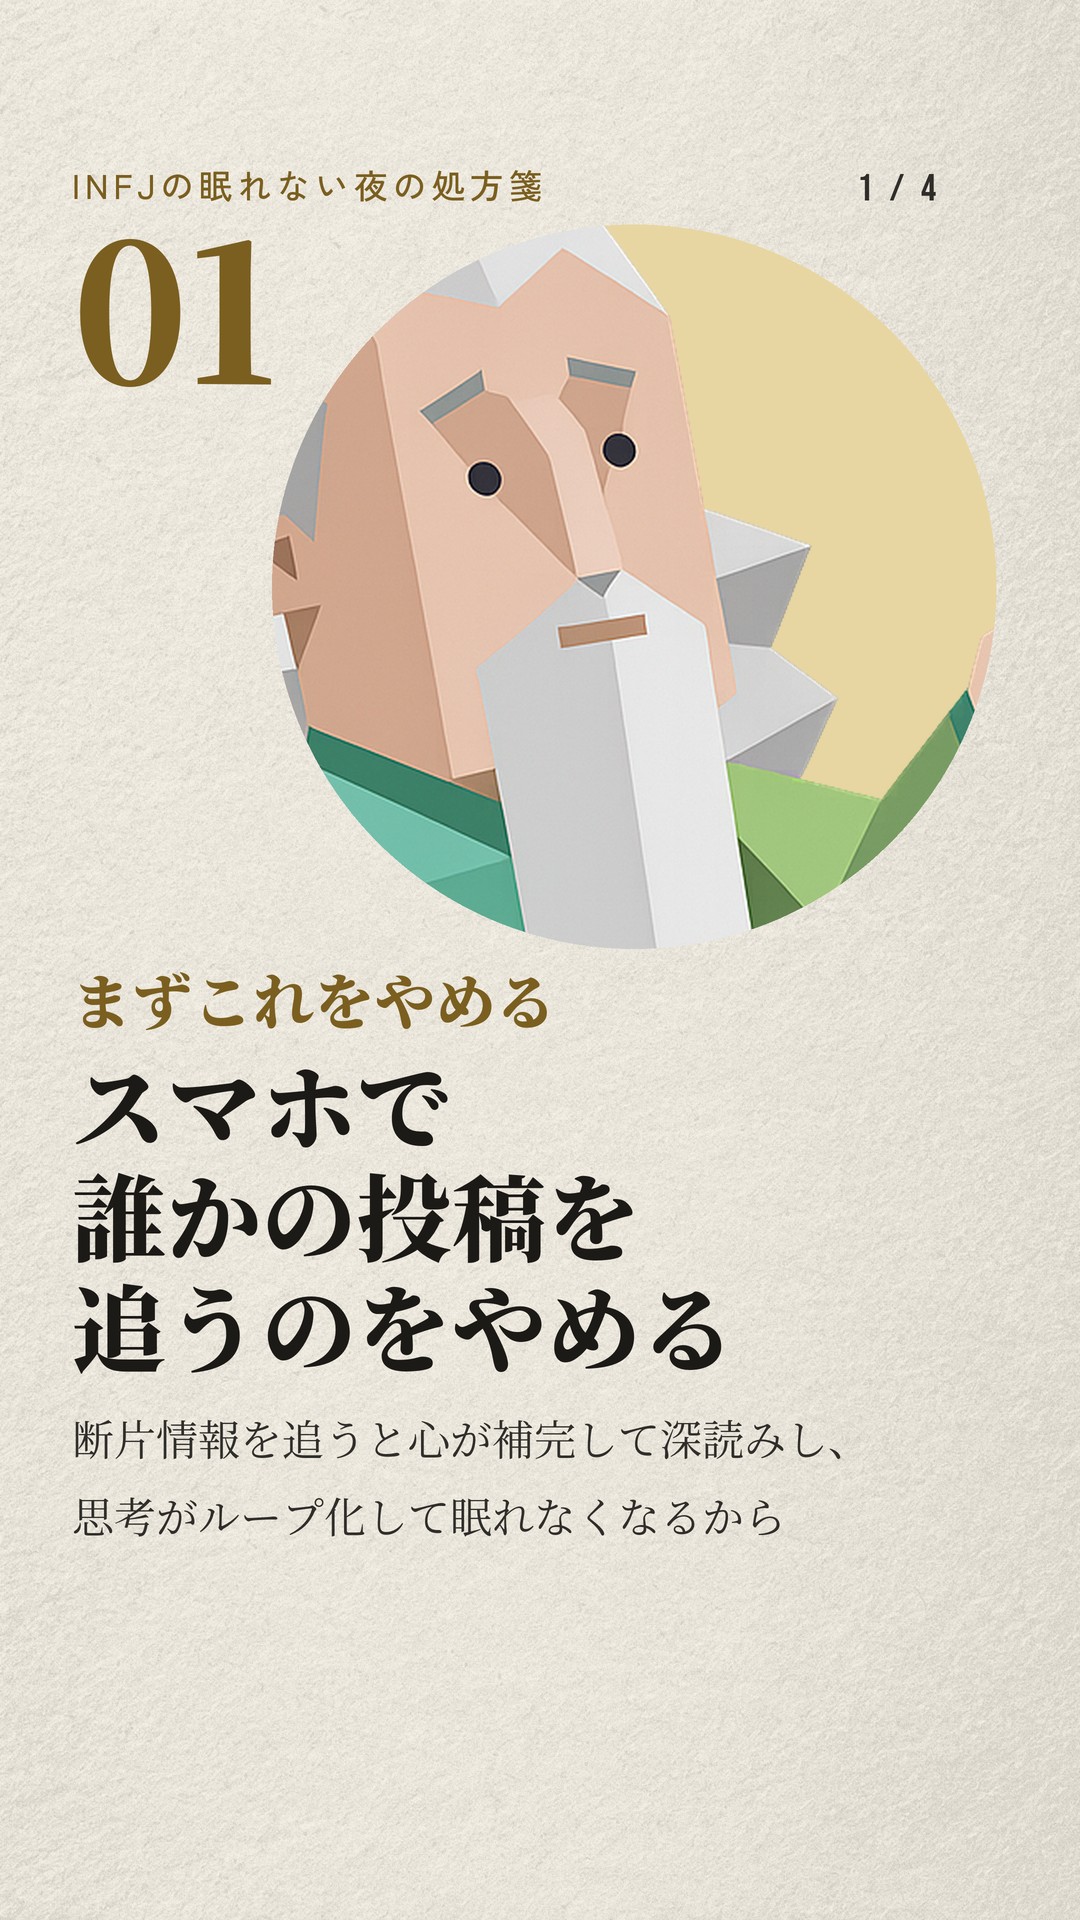 INFJの眠れない夜の処方箋
1 / 4
01
まずこれをやめる
スマホで
誰かの投稿を
追うのをやめる
断片情報を追うと心が補完して深読みし、
思考がループ化して眠れなくなるから